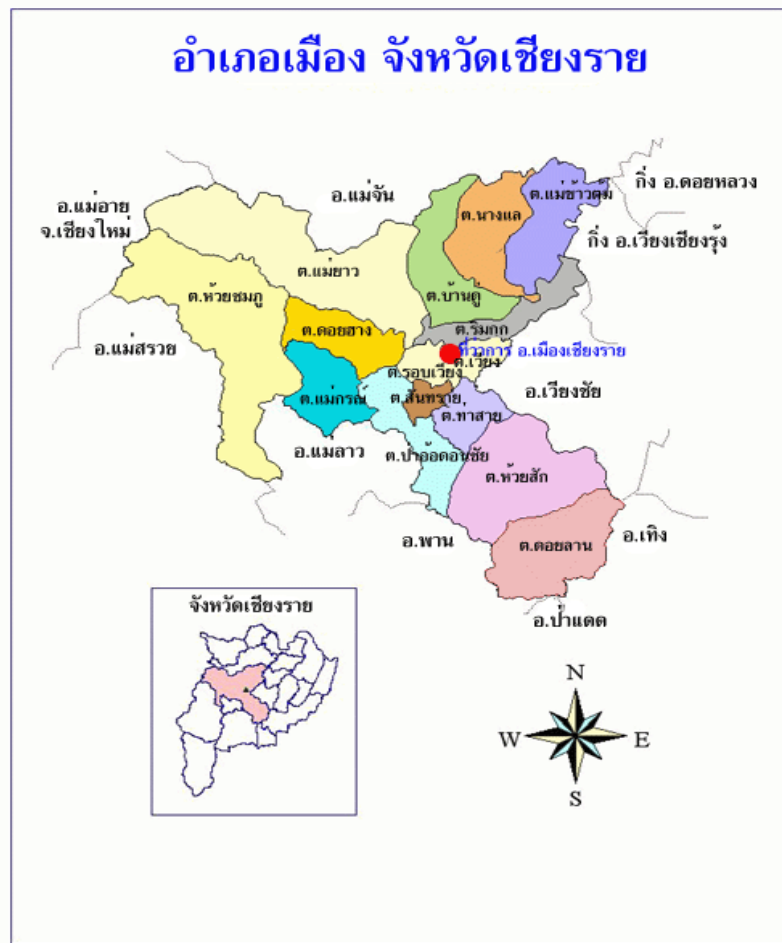 อำเภอเมือง จังหวัดเชียงราย
อ.แม่อาย
จ.เชียงใหม่
อ.แม่จัน
ต.นางแล
ต.แม่ข้าวต้ม
กิ่ง อ.ดอยหลวง
กิ่ง อ.เวียงเชียงรุ้ง
ต.แม่ยาว
ต.บ้านดู่
ต.ห้วยชมภู
ต.ดอยฮาง
ต.ริมกก
อ.แม่สรวย
ที่ว่าการ อ.เมืองเชียงราย
ต.เวียง
ต.รอบเวียง
ต.แม่กรณ์
ต.สันทราย
อ.เวียงชัย
ต.ท่าสาย
อ.แม่ลาว
ต.ป่าอ้อดอนชัย
ต.ห้วยสัก
อ.พาน
ต.ดอยลาน
อ.เทิง
อ.ป่าแดด
จังหวัดเชียงราย
N
W
E
S